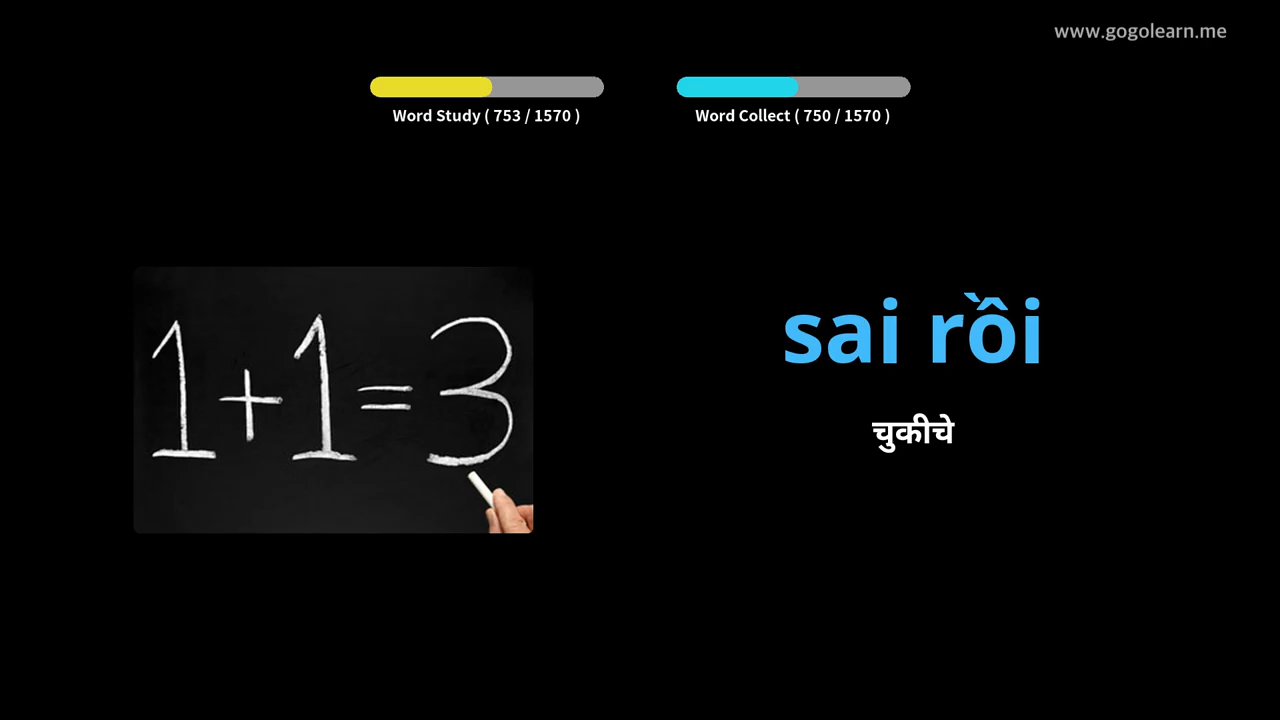 www.gogolearn.me
Word Study ( 753 / 1570 )
Word Collect ( 750 / 1570 )
1+1=3
sai rồi
चुकीचे